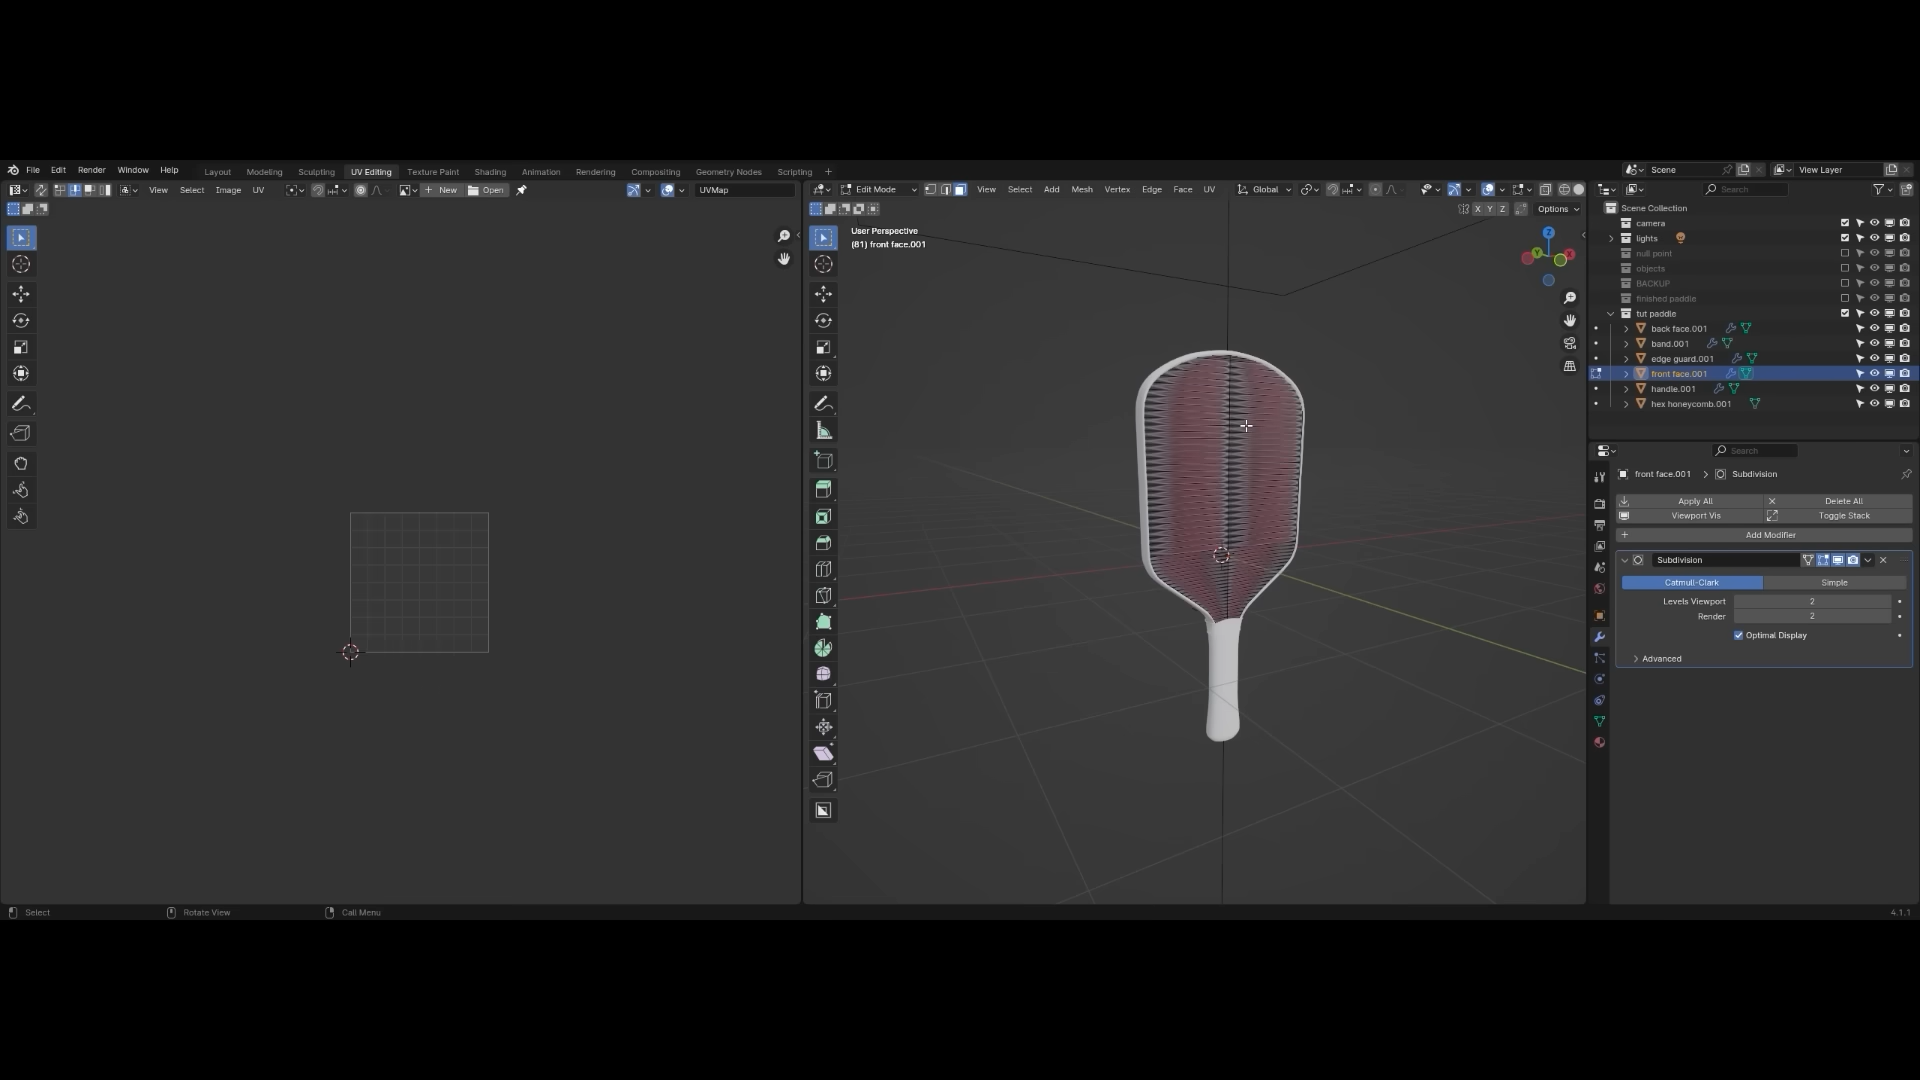 File Edit Render Window Help Layout Modeling Sculpting UV Editing Texture Paint Shading Animation Rendering Compositing Geometry Nodes Scripting + Scene View Layer
View Select Image UV New Open UVMap Edit Mode View Select Add Mesh Vertex Edge Face UV Global Search
X Y Z Options
User Perspective
(81) front face.001
Z
Y
X
Scene Collection
camera
lights
null point
objects
BACKUP
finished paddle
tut paddle
back face.001
band.001
edge guard.001
front face.001
handle.001
hex honeycomb.001
Search
front face.001 > Subdivision
Apply All Delete All
Viewport Vis Toggle Stack
Add Modifier
Subdivision
Catmull-Clark Simple
Levels Viewport 2
Render 2
Optimal Display
Advanced
Select Rotate View Call Menu 4.1.1